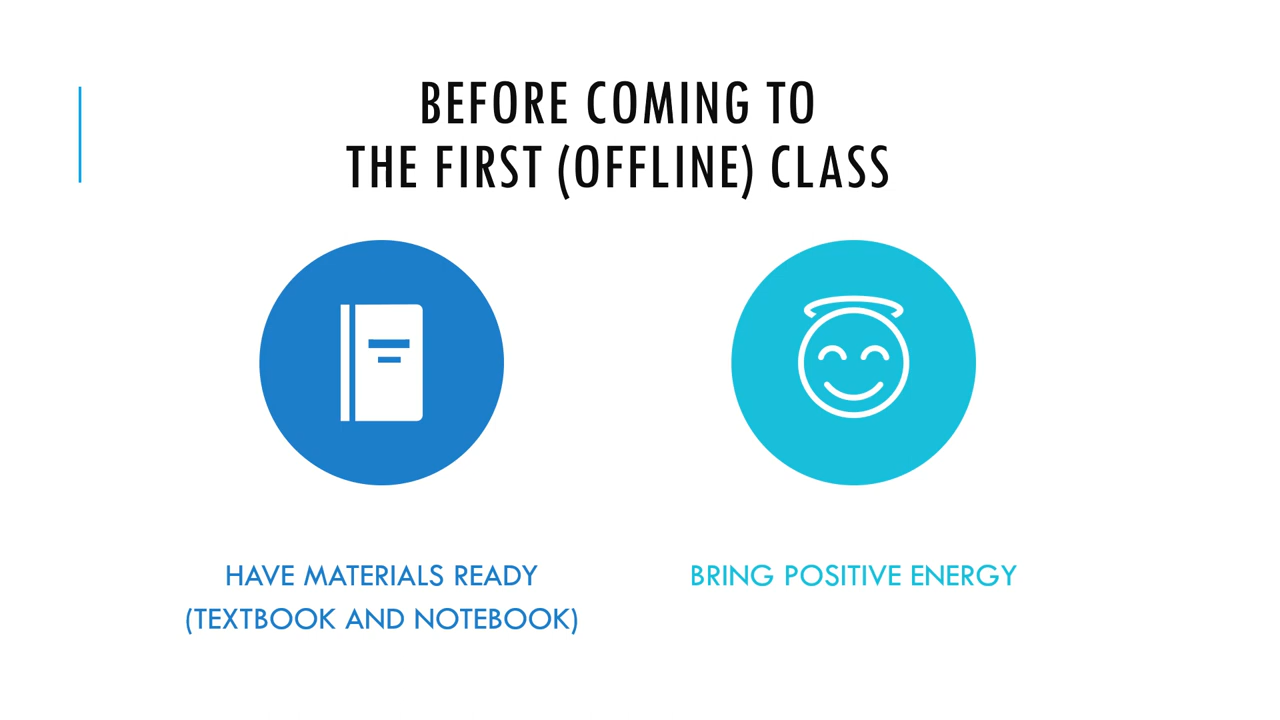 BEFORE COMING TO
THE FIRST (OFFLINE) CLASS
HAVE MATERIALS READY
(TEXTBOOK AND NOTEBOOK)
BRING POSITIVE ENERGY